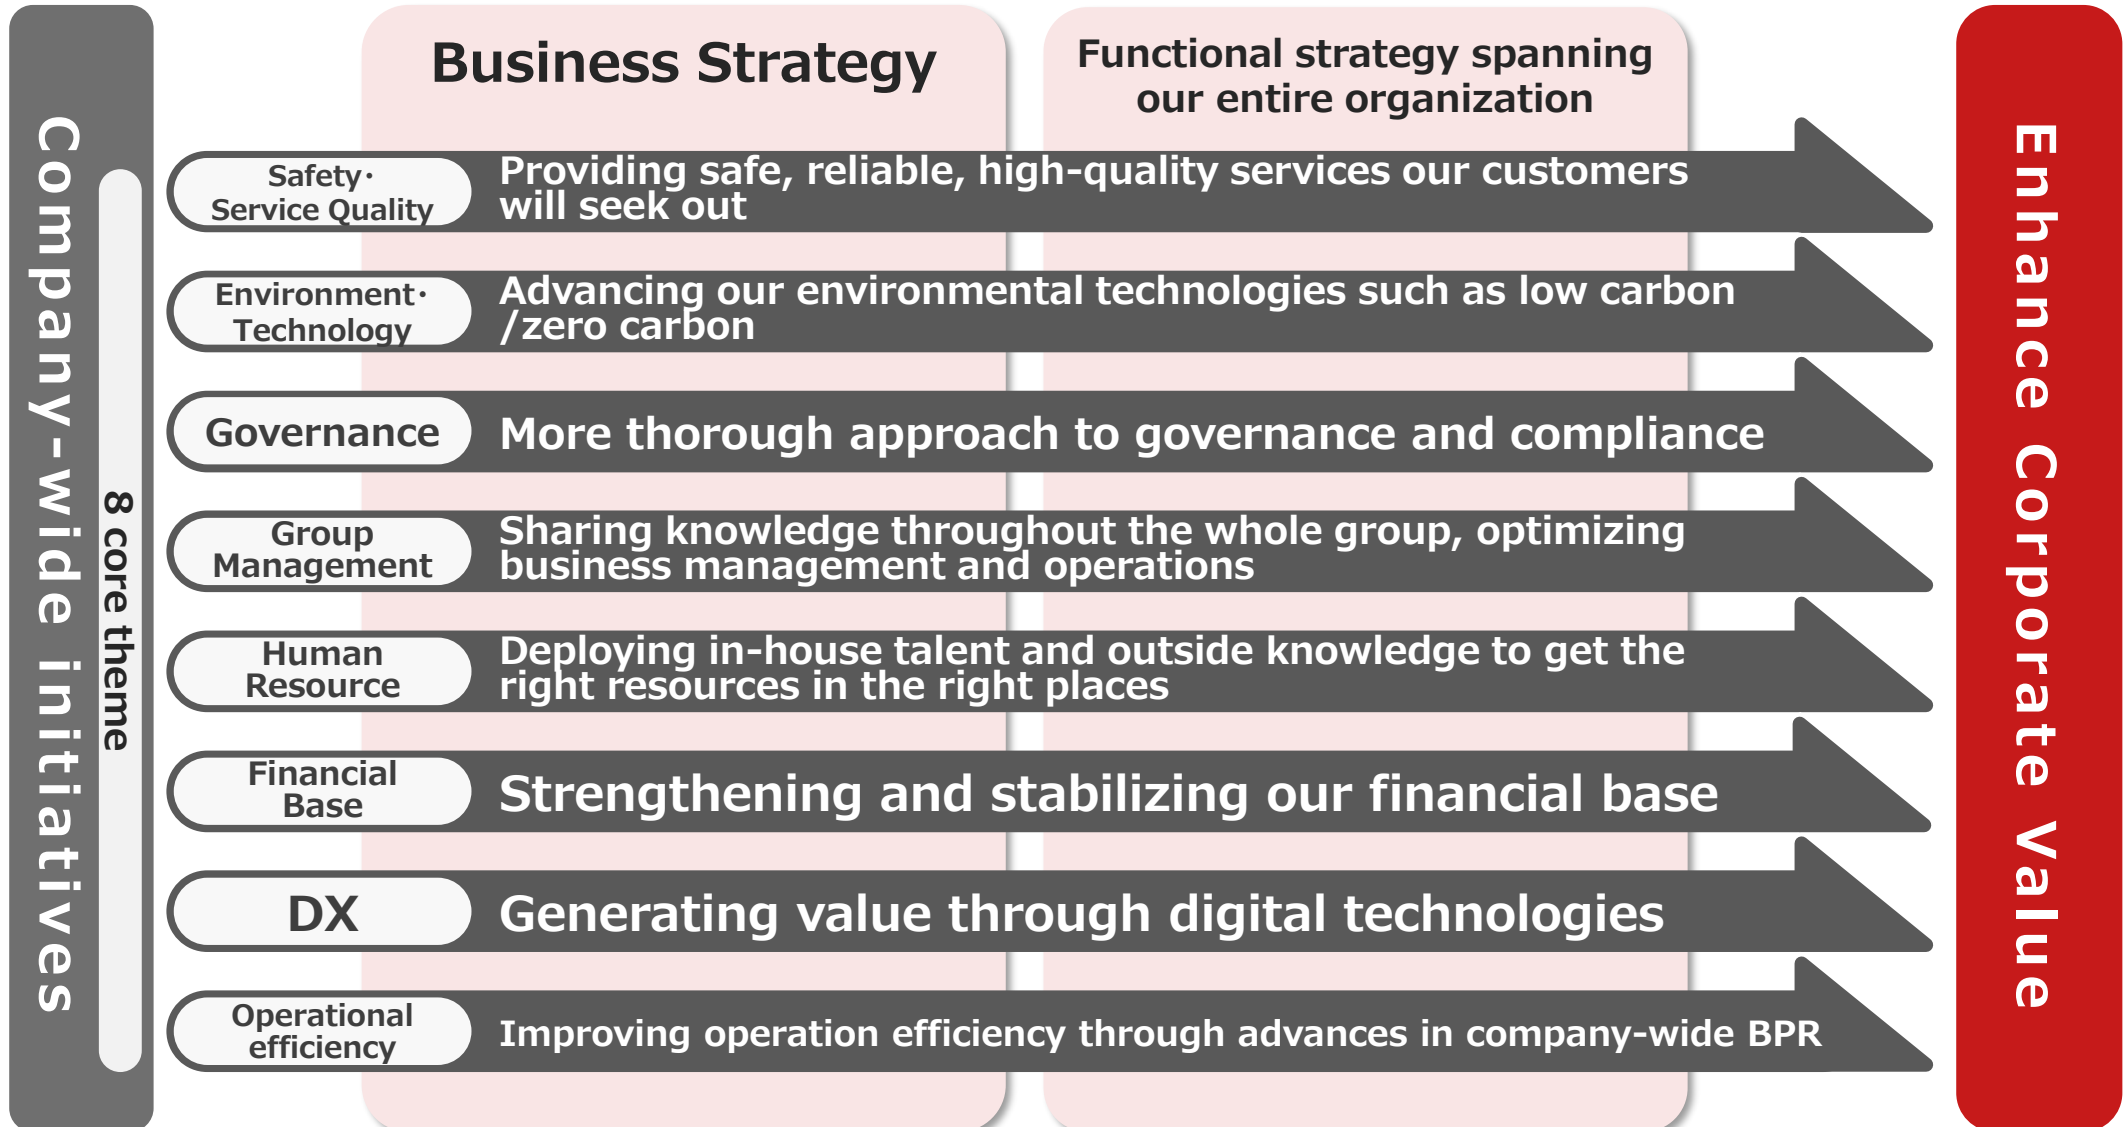 Company-wide initiatives
8 core theme
Business Strategy
Functional strategy spanning
our entire organization
Safety・
Service Quality
Providing safe, reliable, high-quality services our customers
will seek out
Environment・
Technology
Advancing our environmental technologies such as low carbon
/zero carbon
Governance
More thorough approach to governance and compliance
Group
Management
Sharing knowledge throughout the whole group, optimizing
business management and operations
Human
Resource
Deploying in-house talent and outside knowledge to get the
right resources in the right places
Financial
Base
Strengthening and stabilizing our financial base
DX
Generating value through digital technologies
Operational
efficiency
Improving operation efficiency through advances in company-wide BPR
Enhance Corporate Value